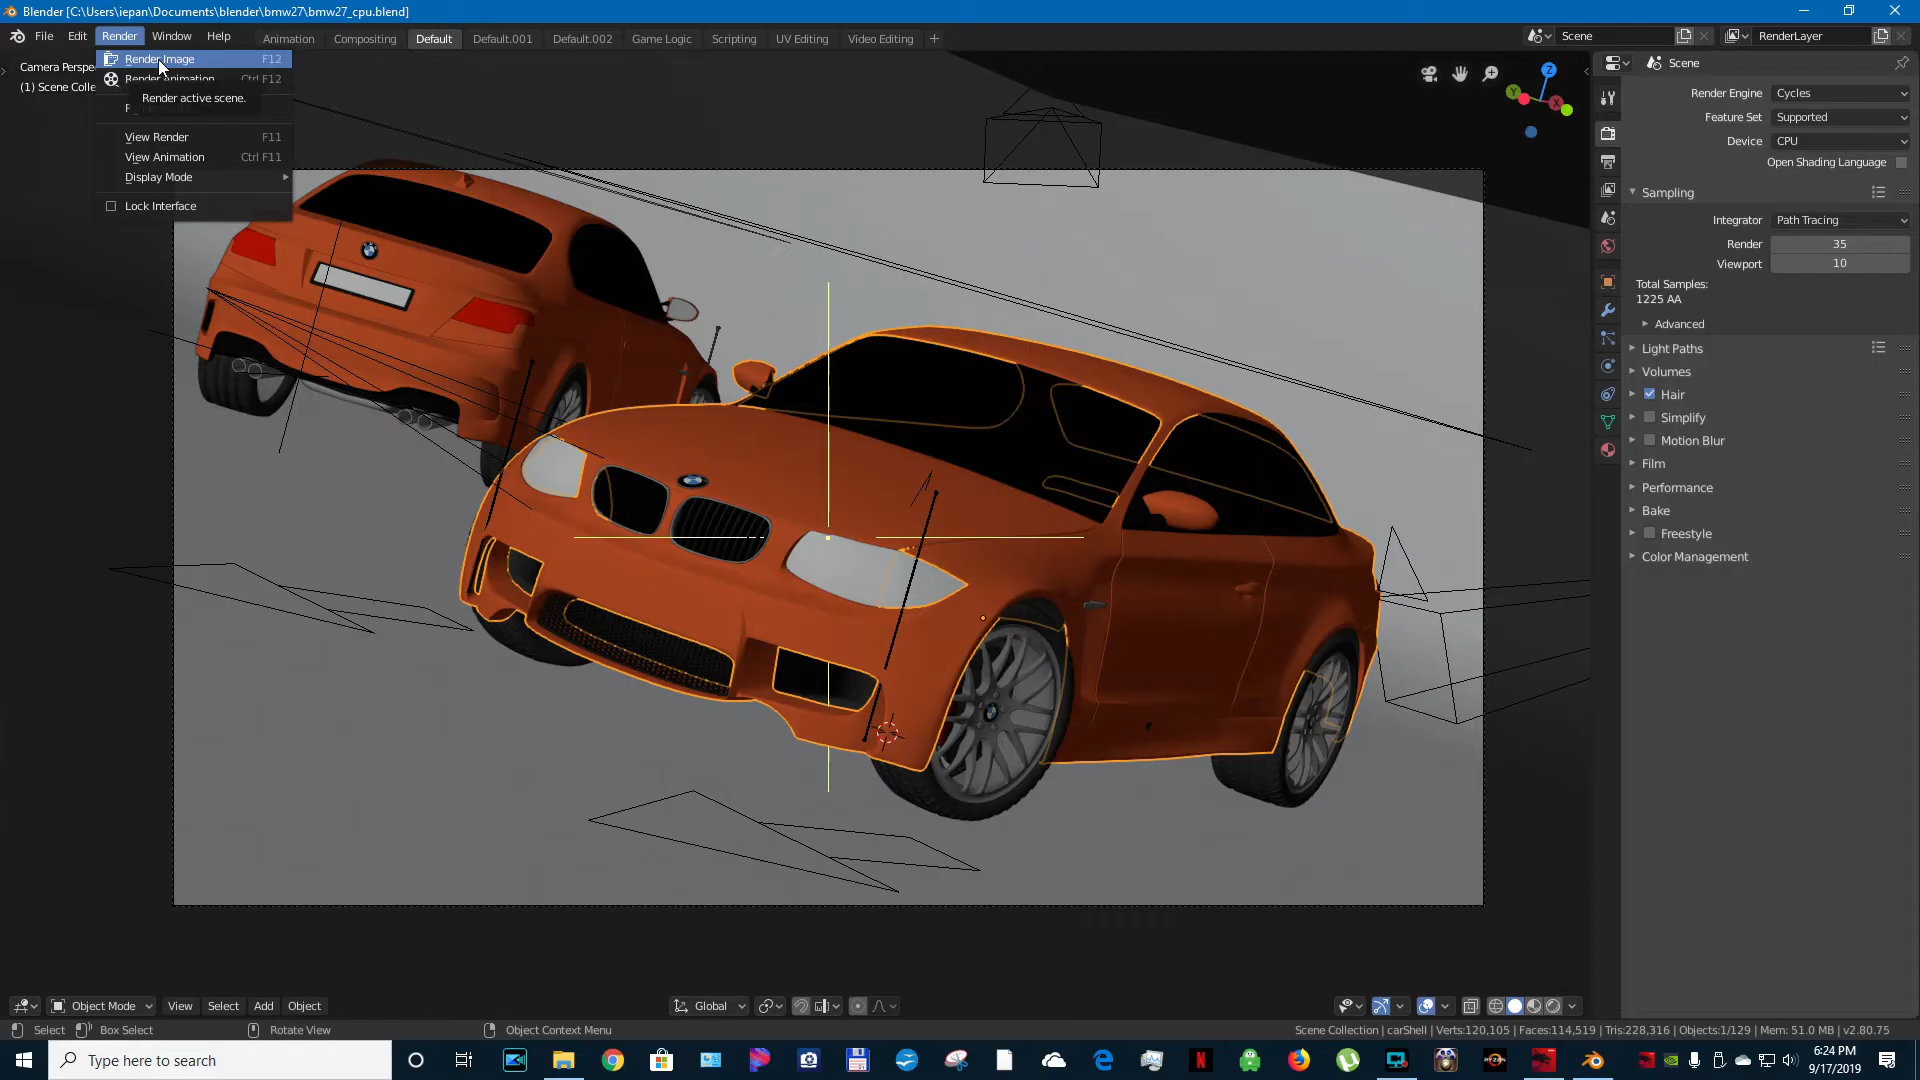 Blender [C:\Users\iepan\Documents\blender\bmw27\bmw27_cpu.blend]
File Edit Render Window Help
Animation Compositing Default Default.001 Default.002 Game Logic Scripting UV Editing Video Editing +
Scene
RenderLayer
Camera Perspe
(1) Scene Colle
Render Image F12
Render Animation Ctrl F12
Render active scene.
View Render F11
View Animation Ctrl F11
Display Mode
Lock Interface
Z
Y
X
Scene
Render Engine Cycles
Feature Set Supported
Device CPU
Open Shading Language
Sampling
Integrator Path Tracing
Render 35
Viewport 10
Total Samples:
1225 AA
Advanced
Light Paths
Volumes
Hair
Simplify
Motion Blur
Film
Performance
Bake
Freestyle
Color Management
Object Mode View Select Add Object
Global
Select Box Select Rotate View Object Context Menu
Scene Collection | carShell | Verts:120,105 | Faces:114,519 | Tris:228,316 | Objects:1/129 | Mem: 51.0 MB | v2.80.75
Type here to search
6:24 PM
9/17/2019